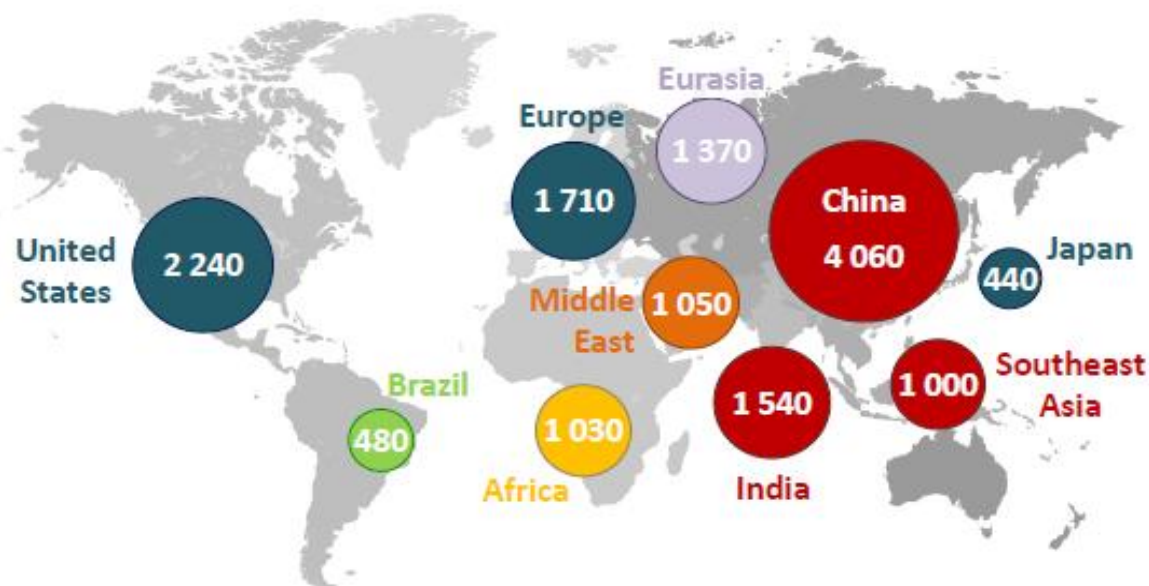 Eurasia
1 370
Europe
1 710
China
4 060
United
States
2 240
Japan
440
Middle
East
1 050
Southeast
Asia
1 000
Brazil
480
India
1 540
Africa
1 030